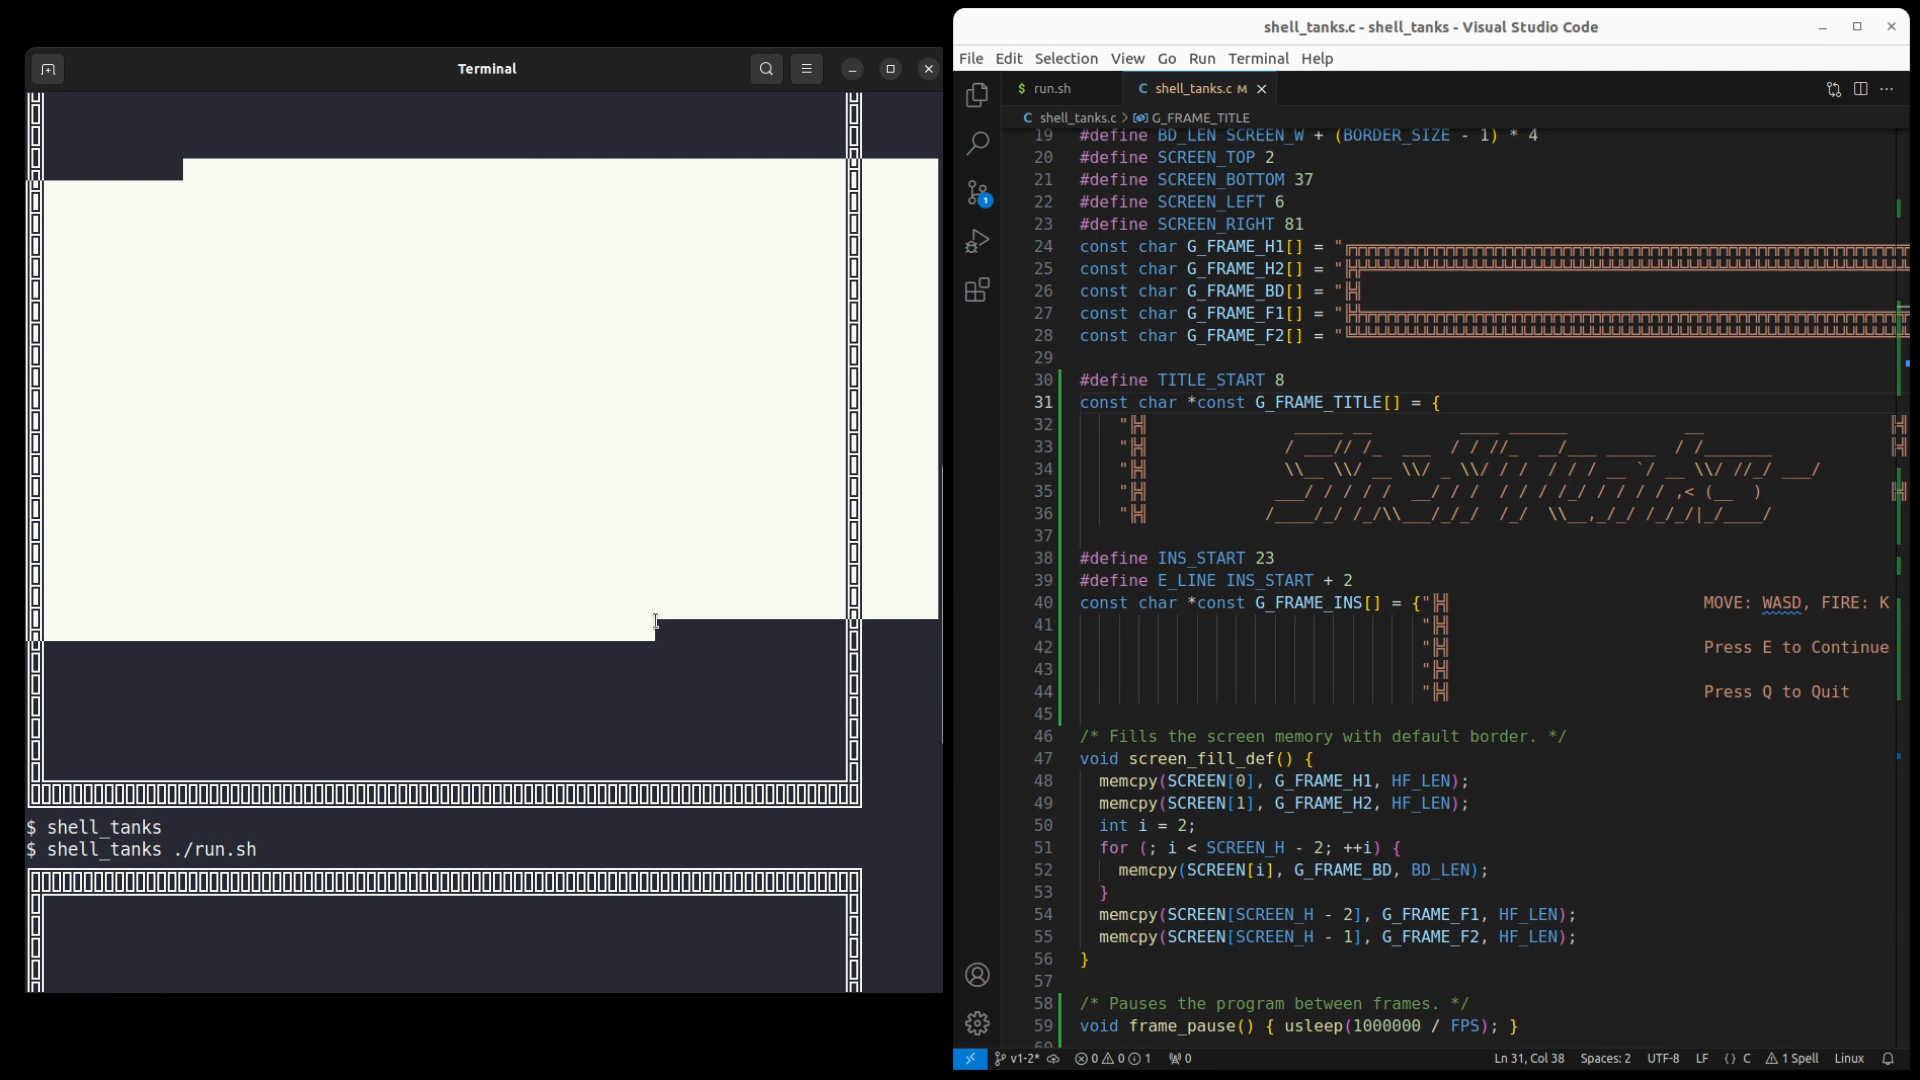 Terminal
$ shell_tanks
$ shell_tanks ./run.sh
shell_tanks.c - shell_tanks - Visual Studio Code
File Edit Selection View Go Run Terminal Help
$ run.sh
C shell_tanks.c M
C shell_tanks.c > G_FRAME_TITLE
19 #define BD_LEN SCREEN_W + (BORDER_SIZE - 1) * 4
20 #define SCREEN_TOP 2
21 #define SCREEN_BOTTOM 37
22 #define SCREEN_LEFT 6
23 #define SCREEN_RIGHT 81
24 const char G_FRAME_H1[] = "
25 const char G_FRAME_H2[] = "
26 const char G_FRAME_BD[] = "
27 const char G_FRAME_F1[] = "
28 const char G_FRAME_F2[] = "
29
30 #define TITLE_START 8
31 const char *const G_FRAME_TITLE[] = {
32 "
33 "
34 "
35 "
36 "
37
38 #define INS_START 23
39 #define E_LINE INS_START + 2
40 const char *const G_FRAME_INS[] = {" MOVE: WASD, FIRE: K
41 "
42 " Press E to Continue
43 "
44 " Press Q to Quit
45
46 /* Fills the screen memory with default border. */
47 void screen_fill_def() {
48 memcpy(SCREEN[0], G_FRAME_H1, HF_LEN);
49 memcpy(SCREEN[1], G_FRAME_H2, HF_LEN);
50 int i = 2;
51 for (; i < SCREEN_H - 2; ++i) {
52 memcpy(SCREEN[i], G_FRAME_BD, BD_LEN);
53 }
54 memcpy(SCREEN[SCREEN_H - 2], G_FRAME_F1, HF_LEN);
55 memcpy(SCREEN[SCREEN_H - 1], G_FRAME_F2, HF_LEN);
56 }
57
58 /* Pauses the program between frames. */
59 void frame_pause() { usleep(1000000 / FPS); }
1
v1-2* 0 0 1 0
Ln 31, Col 38 Spaces: 2 UTF-8 LF {} C 1 Spell Linux